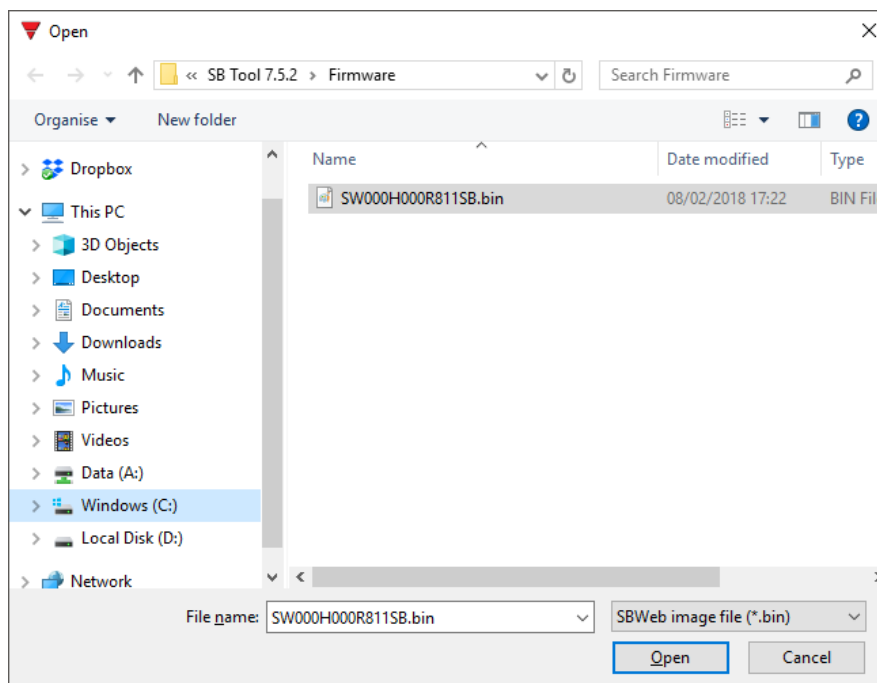 Open
« SB Tool 7.5.2 > Firmware
Search Firmware
Organise
New folder
Name
Date modified
Type
SW000H000R811SB.bin
08/02/2018 17:22
BIN Fil
Dropbox
This PC
3D Objects
Desktop
Documents
Downloads
Music
Pictures
Videos
Data (A:)
Windows (C:)
Local Disk (D:)
Network
File name:
SW000H000R811SB.bin
SBWeb image file (*.bin)
Open
Cancel